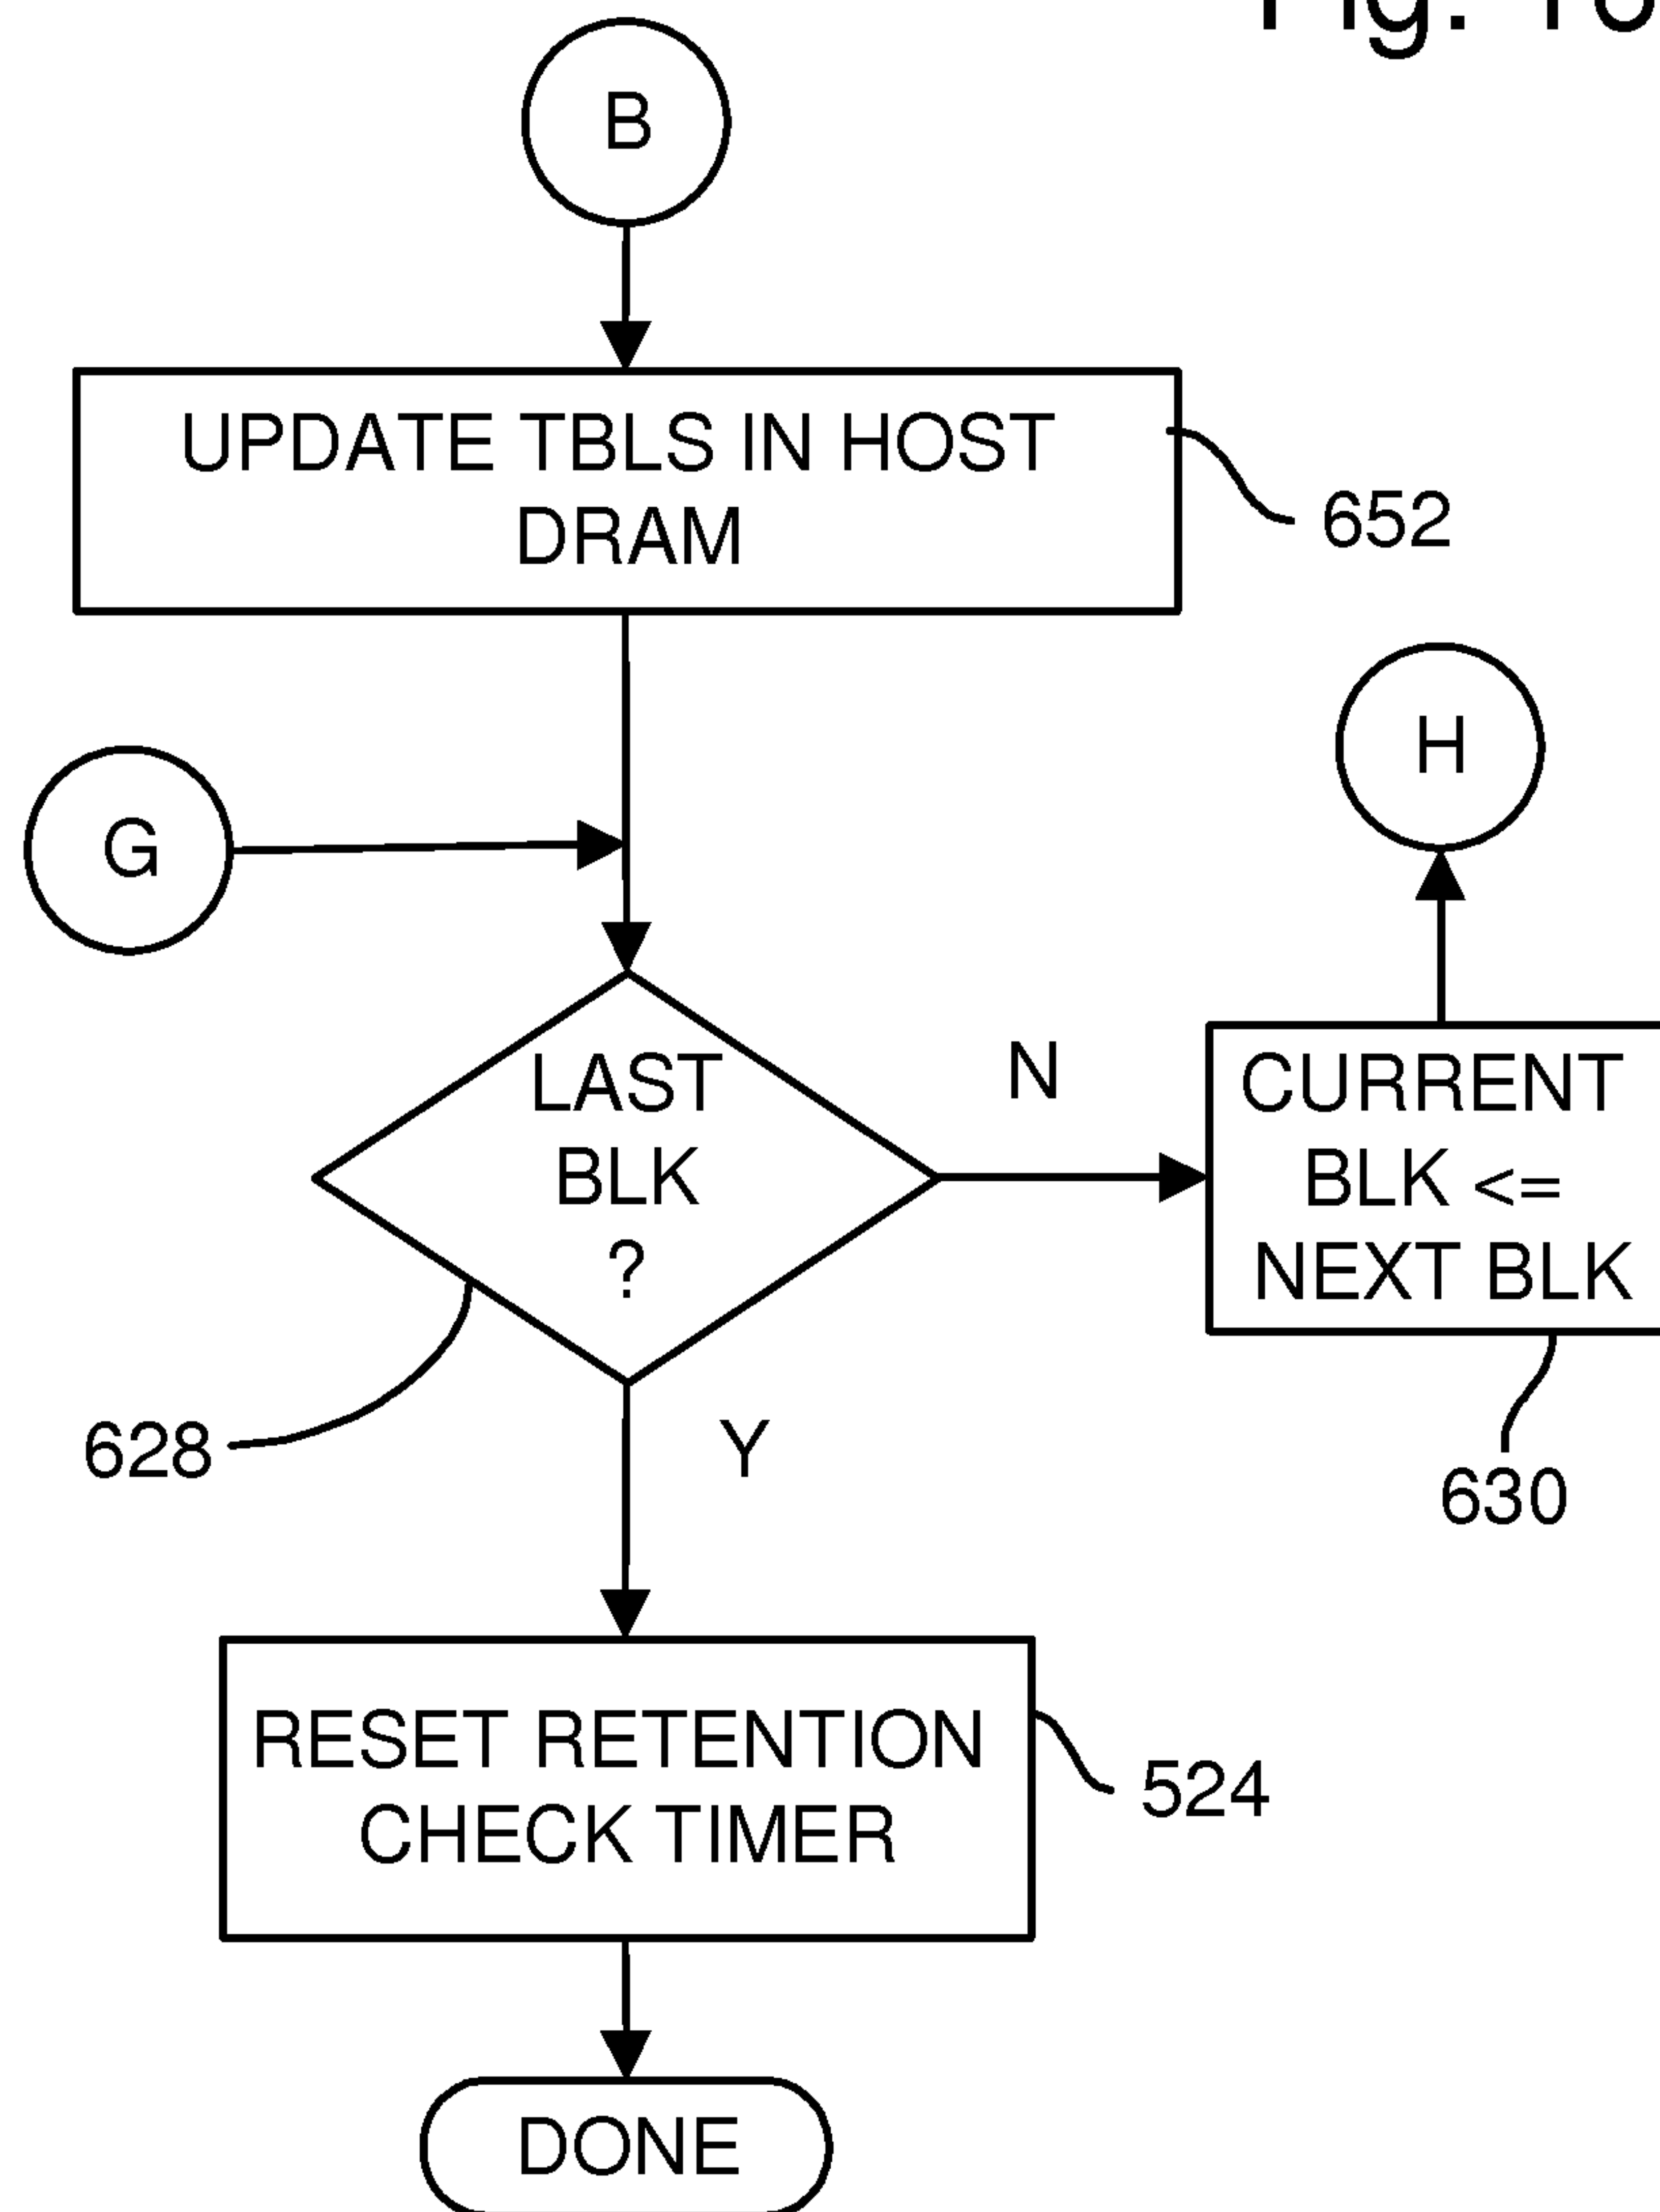 B
UPDATE TBLS IN HOST
DRAM
652
H
G
LAST
BLK
?
N
CURRENT
BLK <=
NEXT BLK
628
Y
630
RESET RETENTION
CHECK TIMER
524
DONE